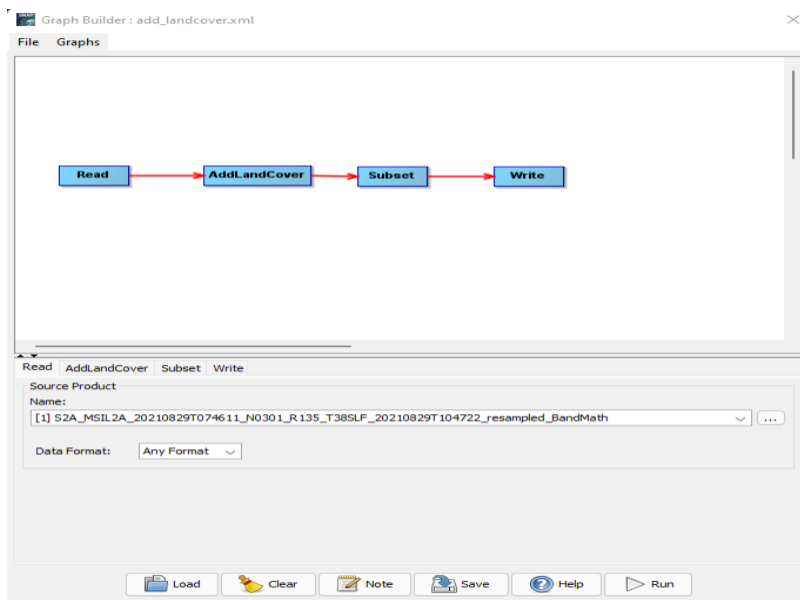 Graph Builder : add_landcover.xml
File Graphs
Read AddLandCover Subset Write
Read AddLandCover Subset Write
Source Product
Name:
[1] S2A_MSIL2A_20210829T074611_N0301_R135_T38SLF_20210829T104722_resampled_BandMath ...
Data Format: Any Format
Load Clear Note Save Help Run